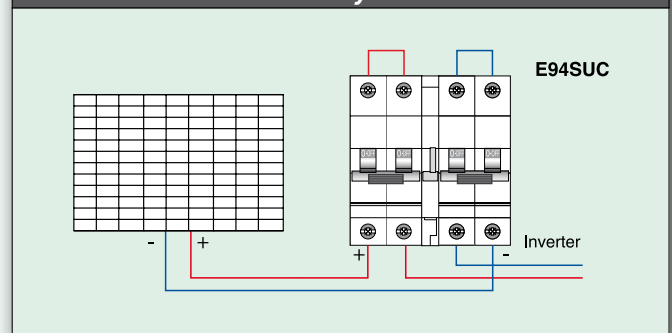 E94SUC
- +
+ -
Inverter